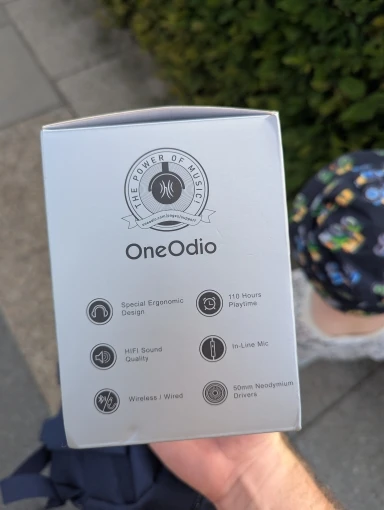 THE POWER OF MUSIC!
OneOdio
Special Ergonomic
Design
110 Hours
Playtime
HIFI Sound
Quality
In-Line Mic
Wireless / Wired
50mm Neodymium
Drivers